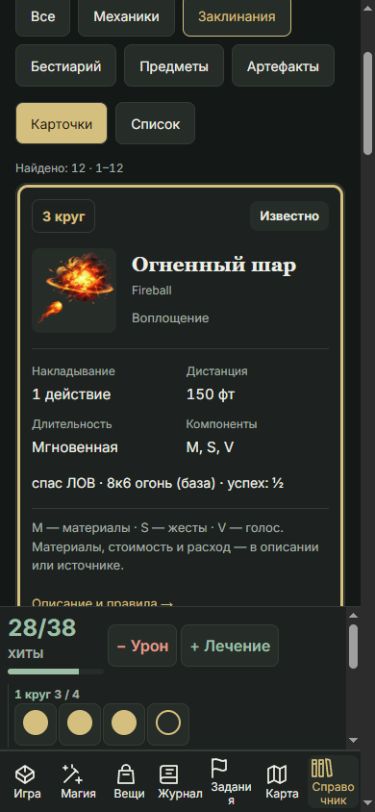 Все
Механики
Заклинания
Бестиарий
Предметы
Артефакты
Карточки
Список
Найдено: 12 · 1–12
3 круг
Известно
Огненный шар
Fireball
Воплощение
Накладывание
Дистанция
1 действие
150 фт
Длительность
Компоненты
Мгновенная
M, S, V
спас ЛОВ · 8к6 огонь (база) · успех: ½
M — материалы · S — жесты · V — голос.
Материалы, стоимость и расход — в описании
или источнике.
Описание и правила →
28/38
хиты
− Урон
+ Лечение
1 круг 3 / 4
Игра
Магия
Вещи
Журнал
Задани
я
Карта
Справо
чник